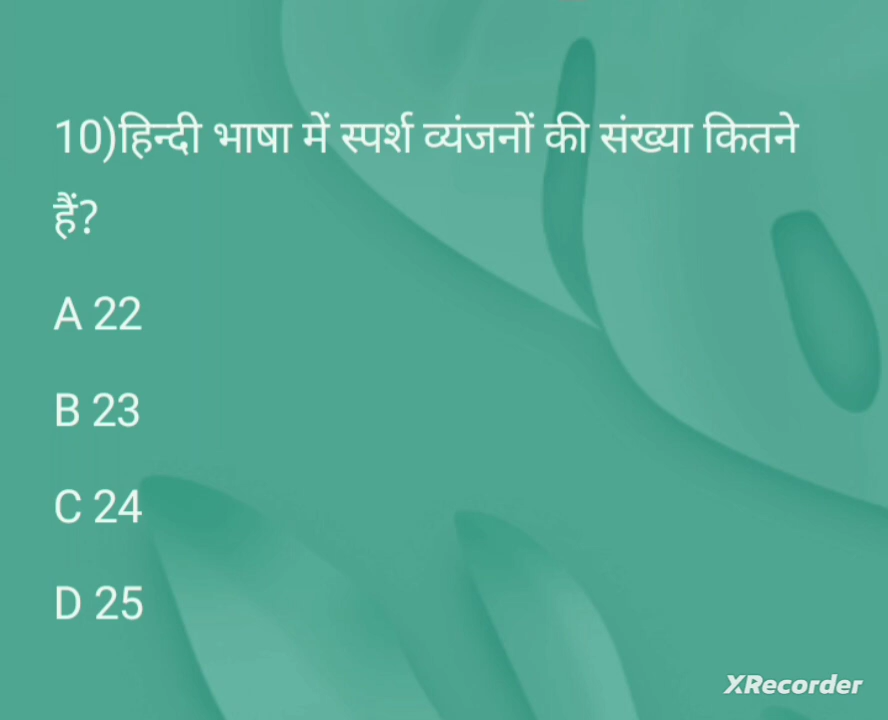 10)हिन्दी भाषा में स्पर्श व्यंजनों की संख्या कितने
हैं?
A 22
B 23
C 24
D 25
XRecorder